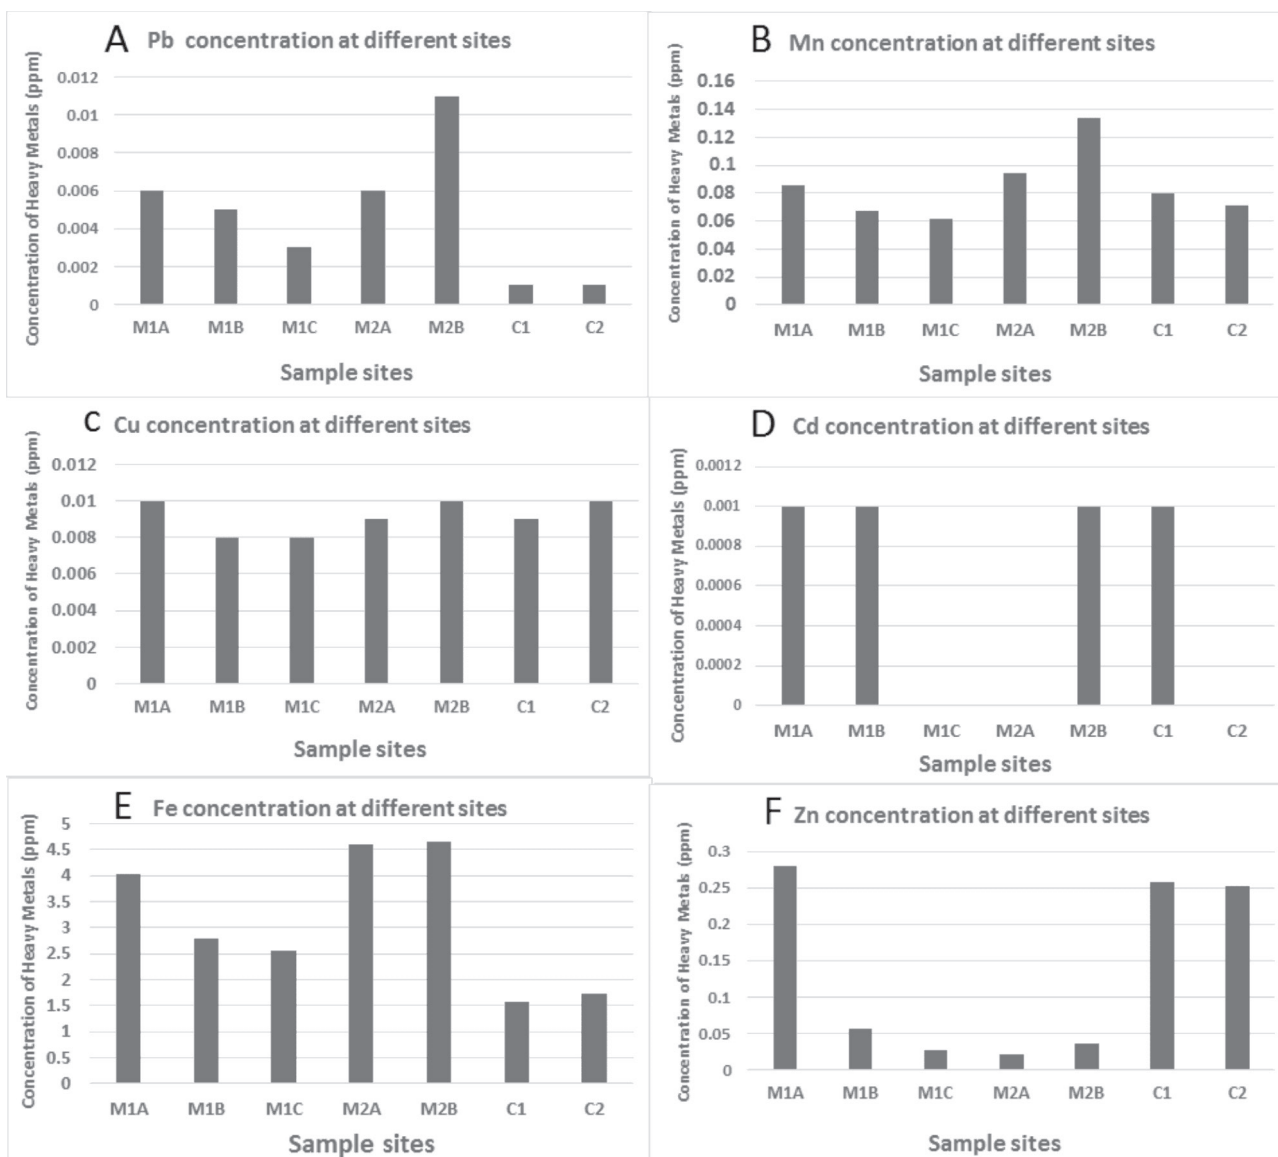 A Pb concentration at different sites
Concentration of Heavy Metals (ppm)
0.012
0.01
0.008
0.006
0.004
0.002
0
M1A M1B M1C M2A M2B C1 C2
Sample sites
B Mn concentration at different sites
Concentration of Heavy Metals (ppm)
0.16
0.14
0.12
0.1
0.08
0.06
0.04
0.02
0
M1A M1B M1C M2A M2B C1 C2
Sample sites
c Cu concentration at different sites
Concentration of Heavy Metals (ppm)
0.012
0.01
0.008
0.006
0.004
0.002
0
M1A M1B M1C M2A M2B C1 C2
Sample sites
D Cd concentration at different sites
Concentration of Heavy Metals (ppm)
0.0012
0.001
0.0008
0.0006
0.0004
0.0002
0
M1A M1B M1C M2A M2B C1 C2
Sample sites
E Fe concentration at different sites
Concentration of Heavy Metals (ppm)
5
4.5
4
3.5
3
2.5
2
1.5
1
0.5
0
M1A M1B M1C M2A M2B C1 C2
Sample sites
F Zn concentration at different sites
Concentration of Heavy Metals (ppm)
0.3
0.25
0.2
0.15
0.1
0.05
0
M1A M1B M1C M2A M2B C1 C2
Sample sites